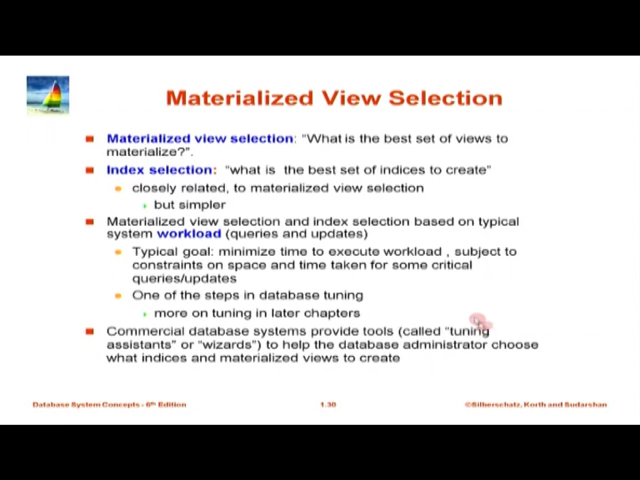 Materialized View Selection
Materialized view selection: "What is the best set of views to
materialize?".
Index selection: "what is the best set of indices to create"
closely related, to materialized view selection
but simpler
Materialized view selection and index selection based on typical
system workload (queries and updates)
Typical goal: minimize time to execute workload , subject to
constraints on space and time taken for some critical
queries/updates
One of the steps in database tuning
more on tuning in later chapters
Commercial database systems provide tools (called "tuning
assistants" or "wizards") to help the database administrator choose
what indices and materialized views to create
Database System Concepts - 6th Edition
1.30
©Silberschatz, Korth and Sudarshan